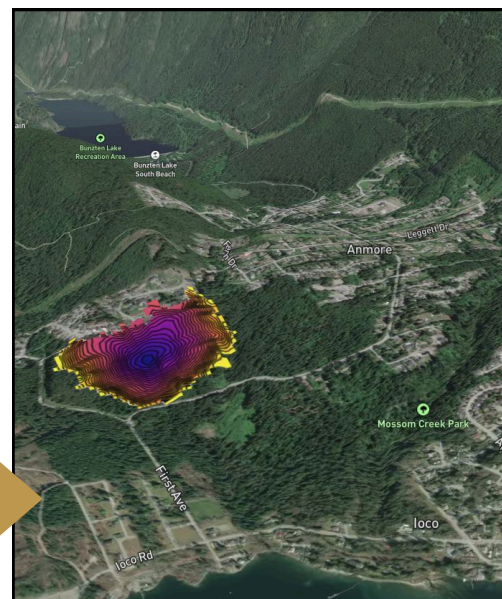 ain
Bunzten Lake
Recreation Area
Bunzten Lake
South Beach
Leggett Dr
Anmore
Mossom Creek Park
First Ave
Ioco
Ioco Rd